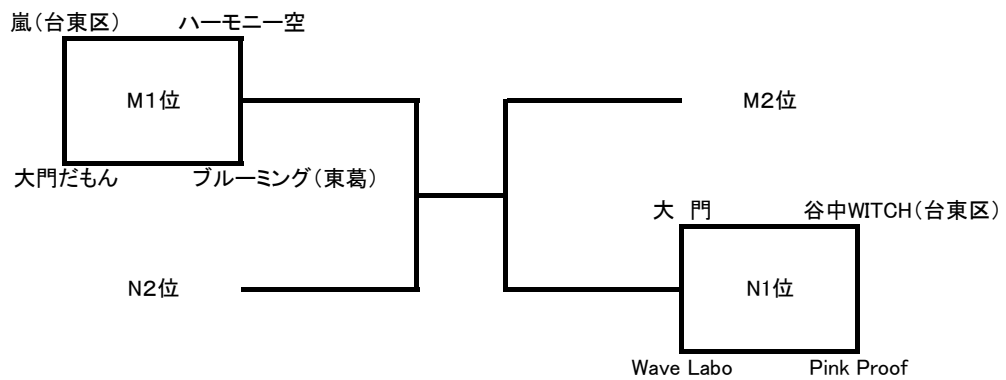 嵐(台東区) ハーモニー空
M1位 M2位
大門だもん ブルーミング(東葛)
大 門 谷中WITCH(台東区)
N2位 N1位
Wave Labo Pink Proof